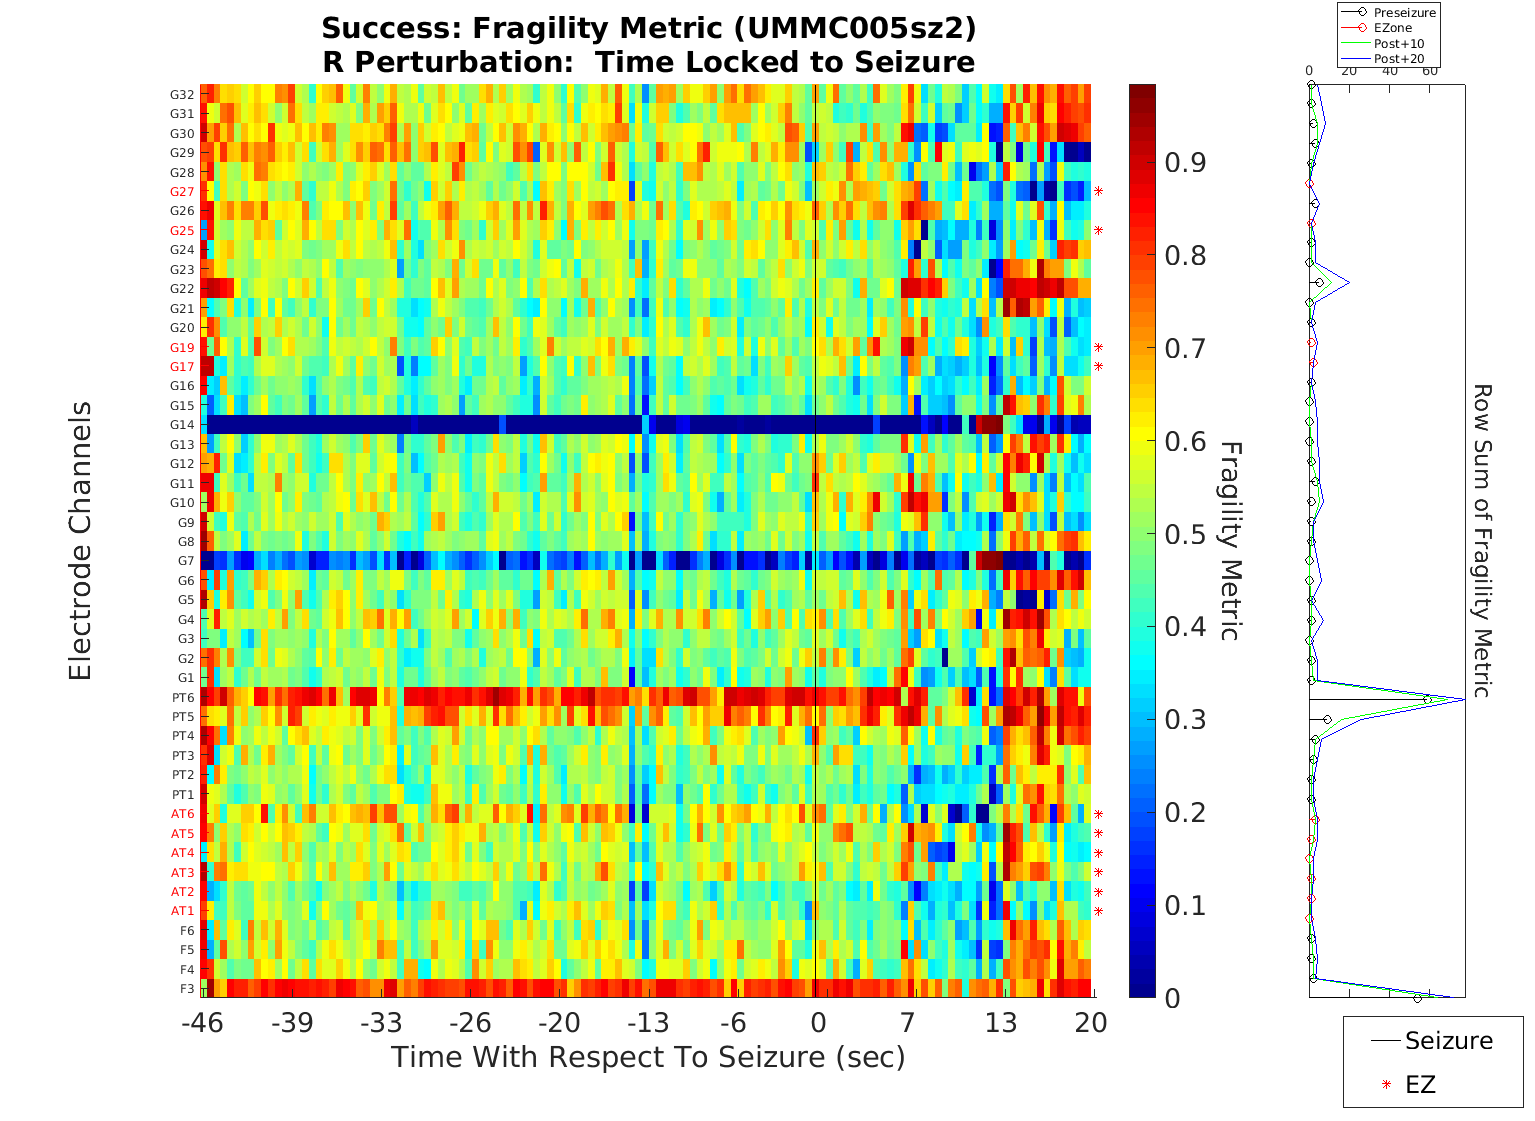 Success: Fragility Metric (UMMC005sz2)
R Perturbation:  Time Locked to Seizure
Electrode Channels
G32
G31
G30
G29
G28
G27
G26
G25
G24
G23
G22
G21
G20
G19
G17
G16
G15
G14
G13
G12
G11
G10
G9
G8
G7
G6
G5
G4
G3
G2
G1
PT6
PT5
PT4
PT3
PT2
PT1
AT6
AT5
AT4
AT3
AT2
AT1
F6
F5
F4
F3
-46 -39 -33 -26 -20 -13 -6 0 7 13 20
Time With Respect To Seizure (sec)
0.9
0.8
0.7
0.6
0.5
0.4
0.3
0.2
0.1
0
Fragility Metric
Preseizure
EZone
Post+10
Post+20
0 20 40 60
Row Sum of Fragility Metric
Seizure
EZ